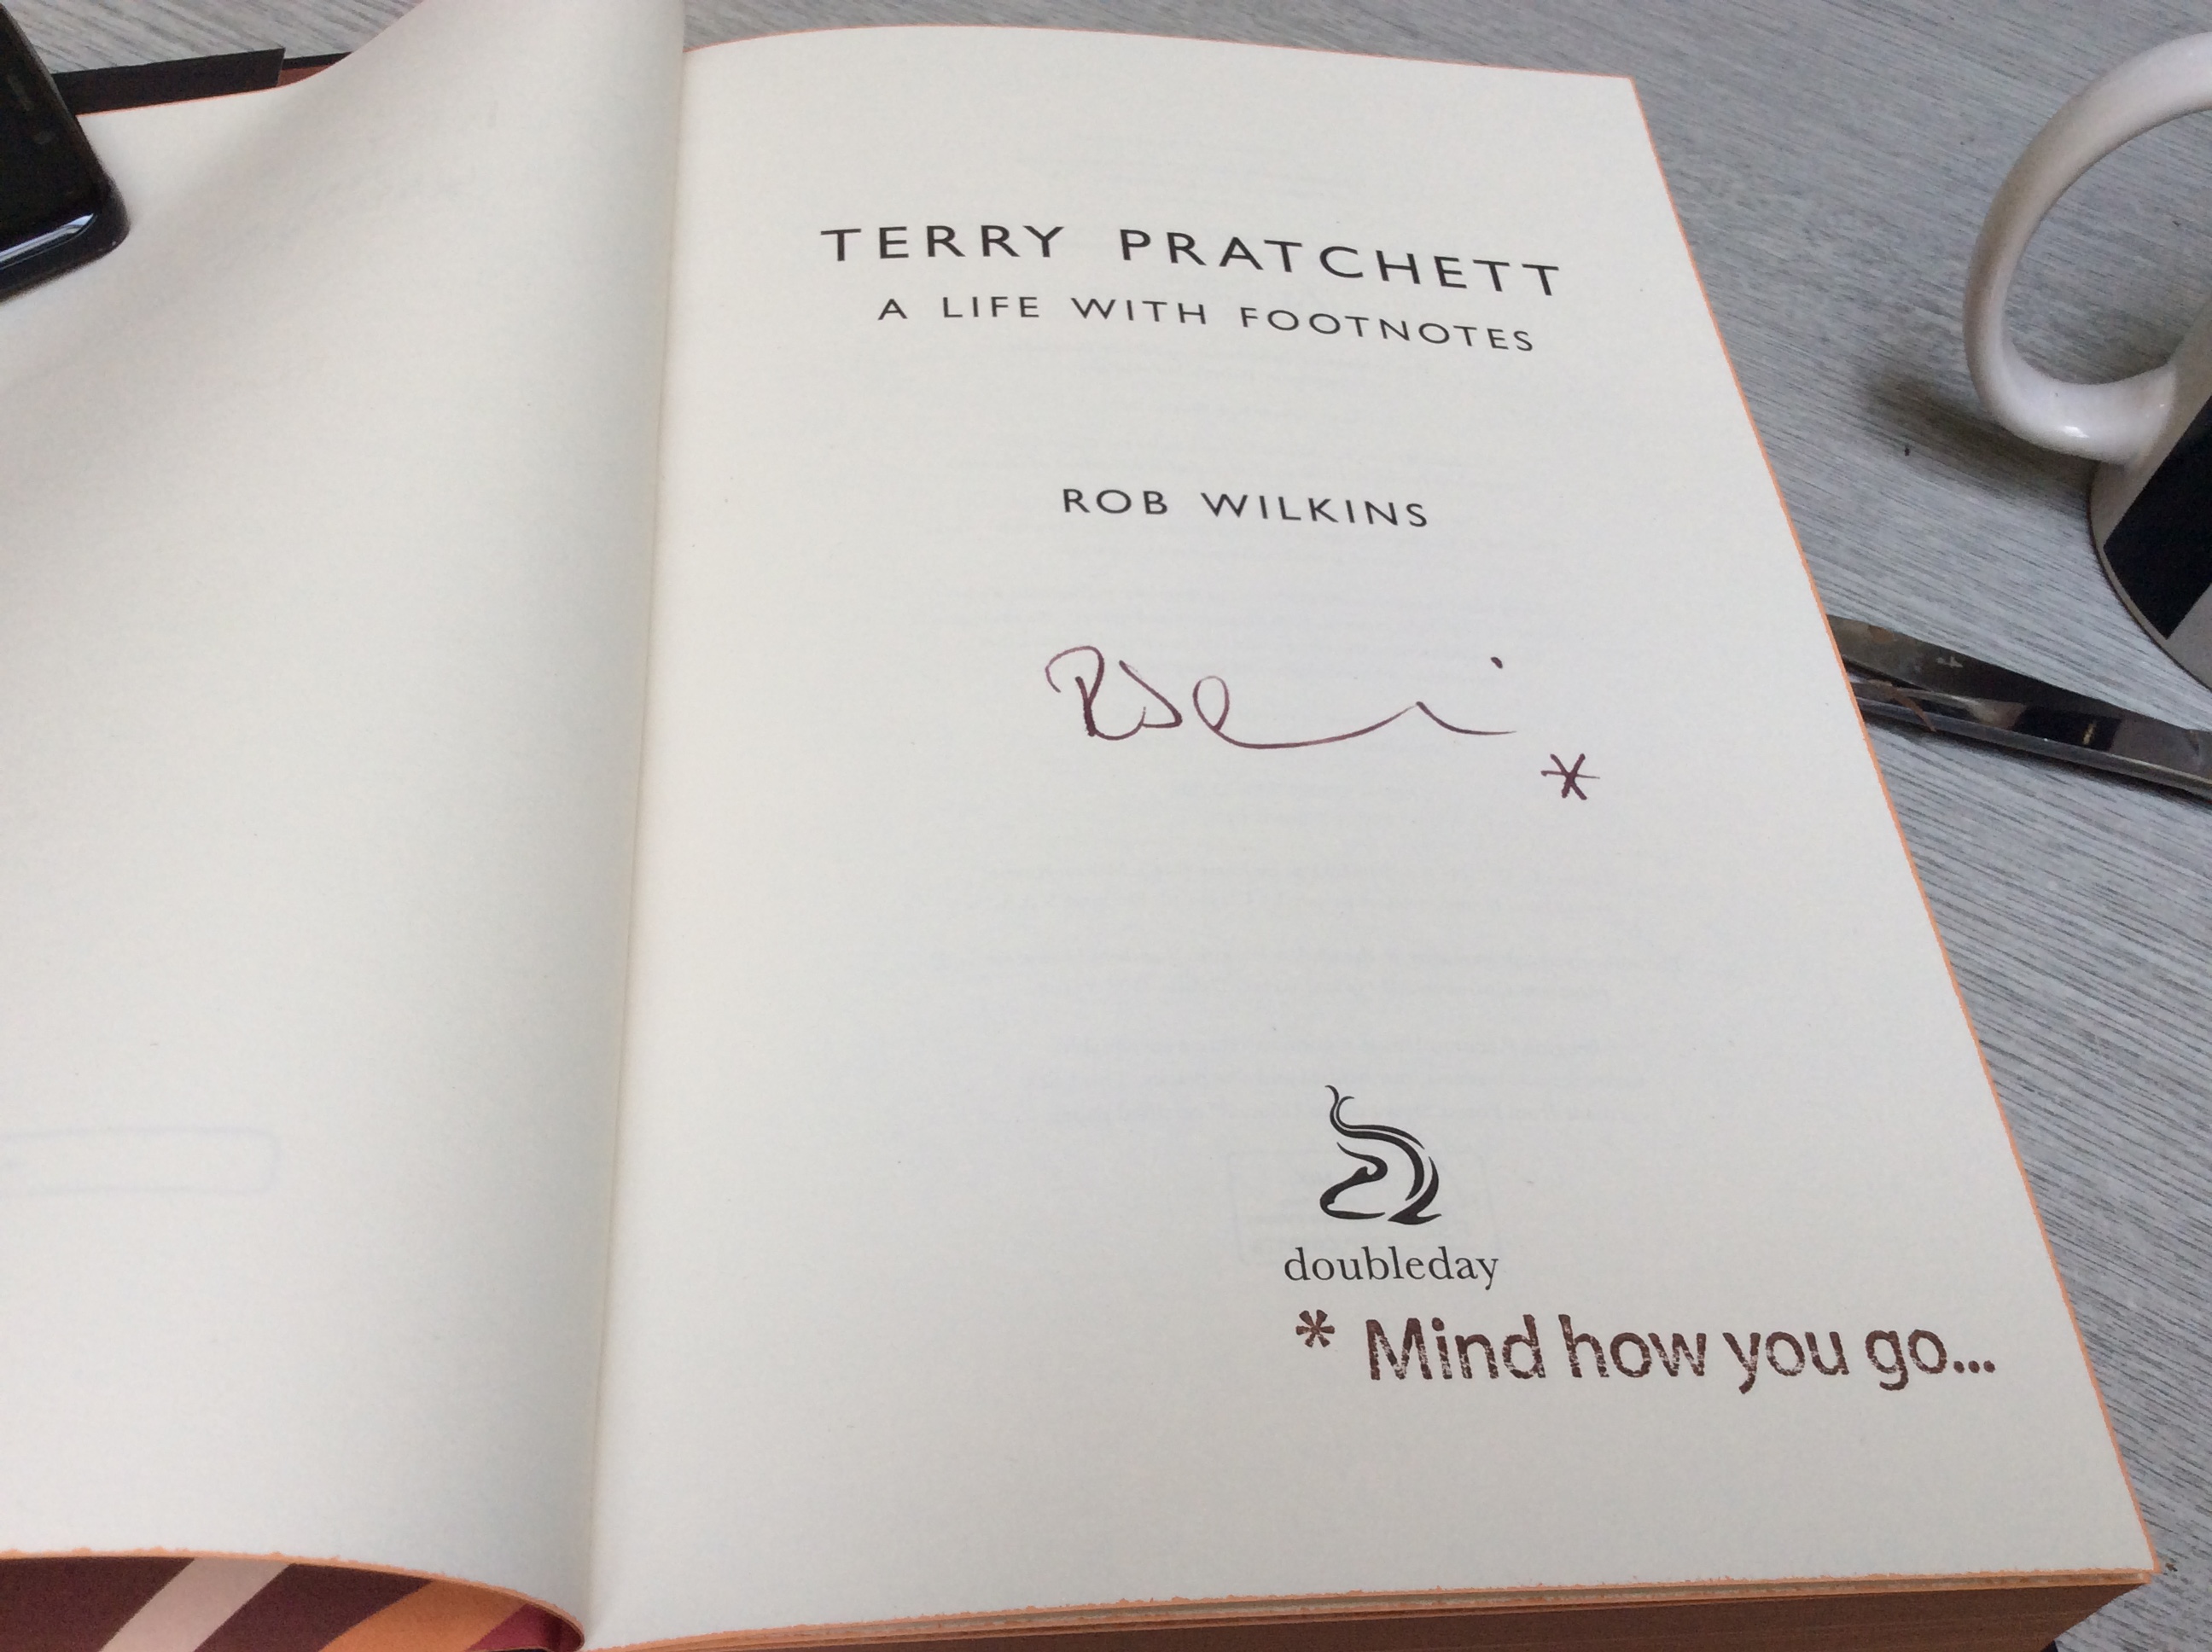 TERRY PRATCHETT
A LIFE WITH FOOTNOTES
ROB WILKINS
*
doubleday
* Mind how you go...